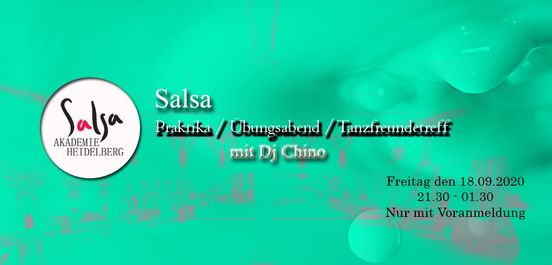 Salsa
AKADEMIE
HEIDELBERG
Salsa
Praktika / Übungsabend / Tanzfreundetreff
mit Dj Chino
Freitag den 18.09.2020
21.30 - 01.30
Nur mit Voranmeldung